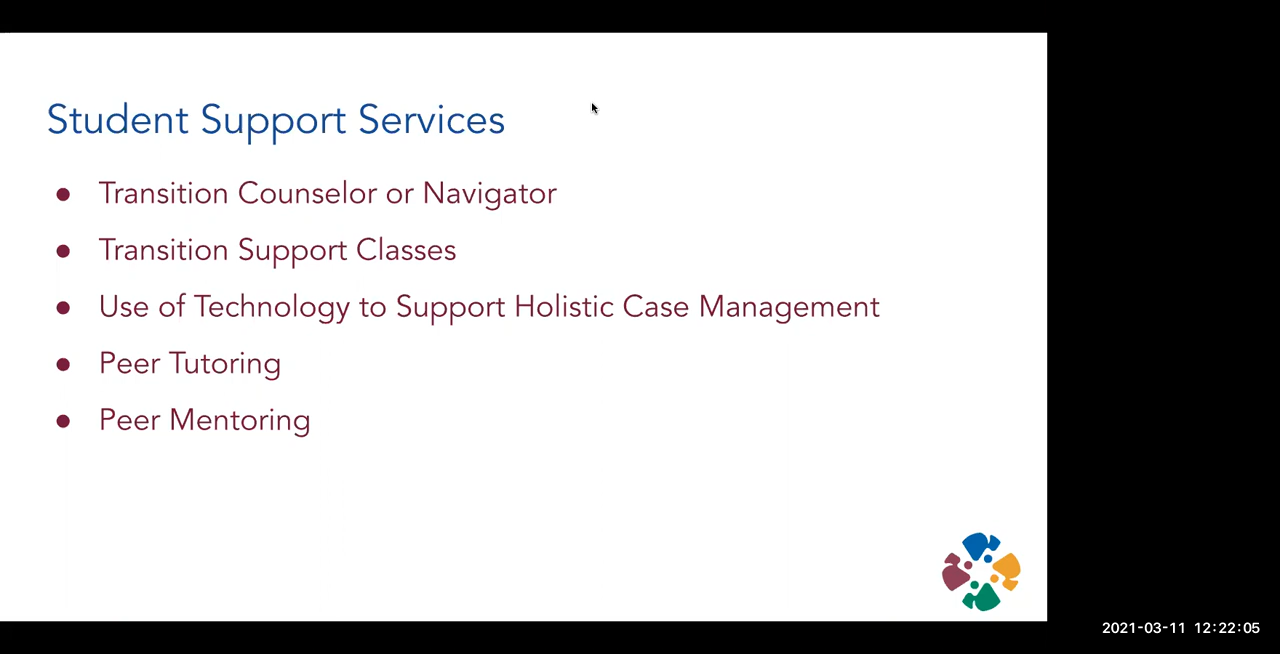 Student Support Services
● Transition Counselor or Navigator
● Transition Support Classes
● Use of Technology to Support Holistic Case Management
● Peer Tutoring
● Peer Mentoring
2021-03-11 12:22:05